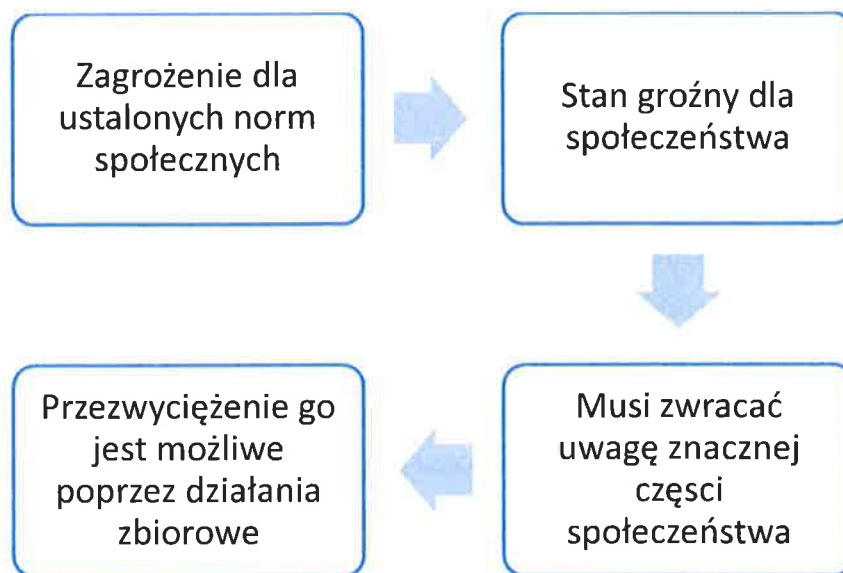 Zagrożenie dla
ustalonych norm
społecznych
Stan groźny dla
społeczeństwa
Musi zwracać
uwagę znacznej
częsci
społeczeństwa
Przezwyciężenie go
jest możliwe
poprzez działania
zbiorowe